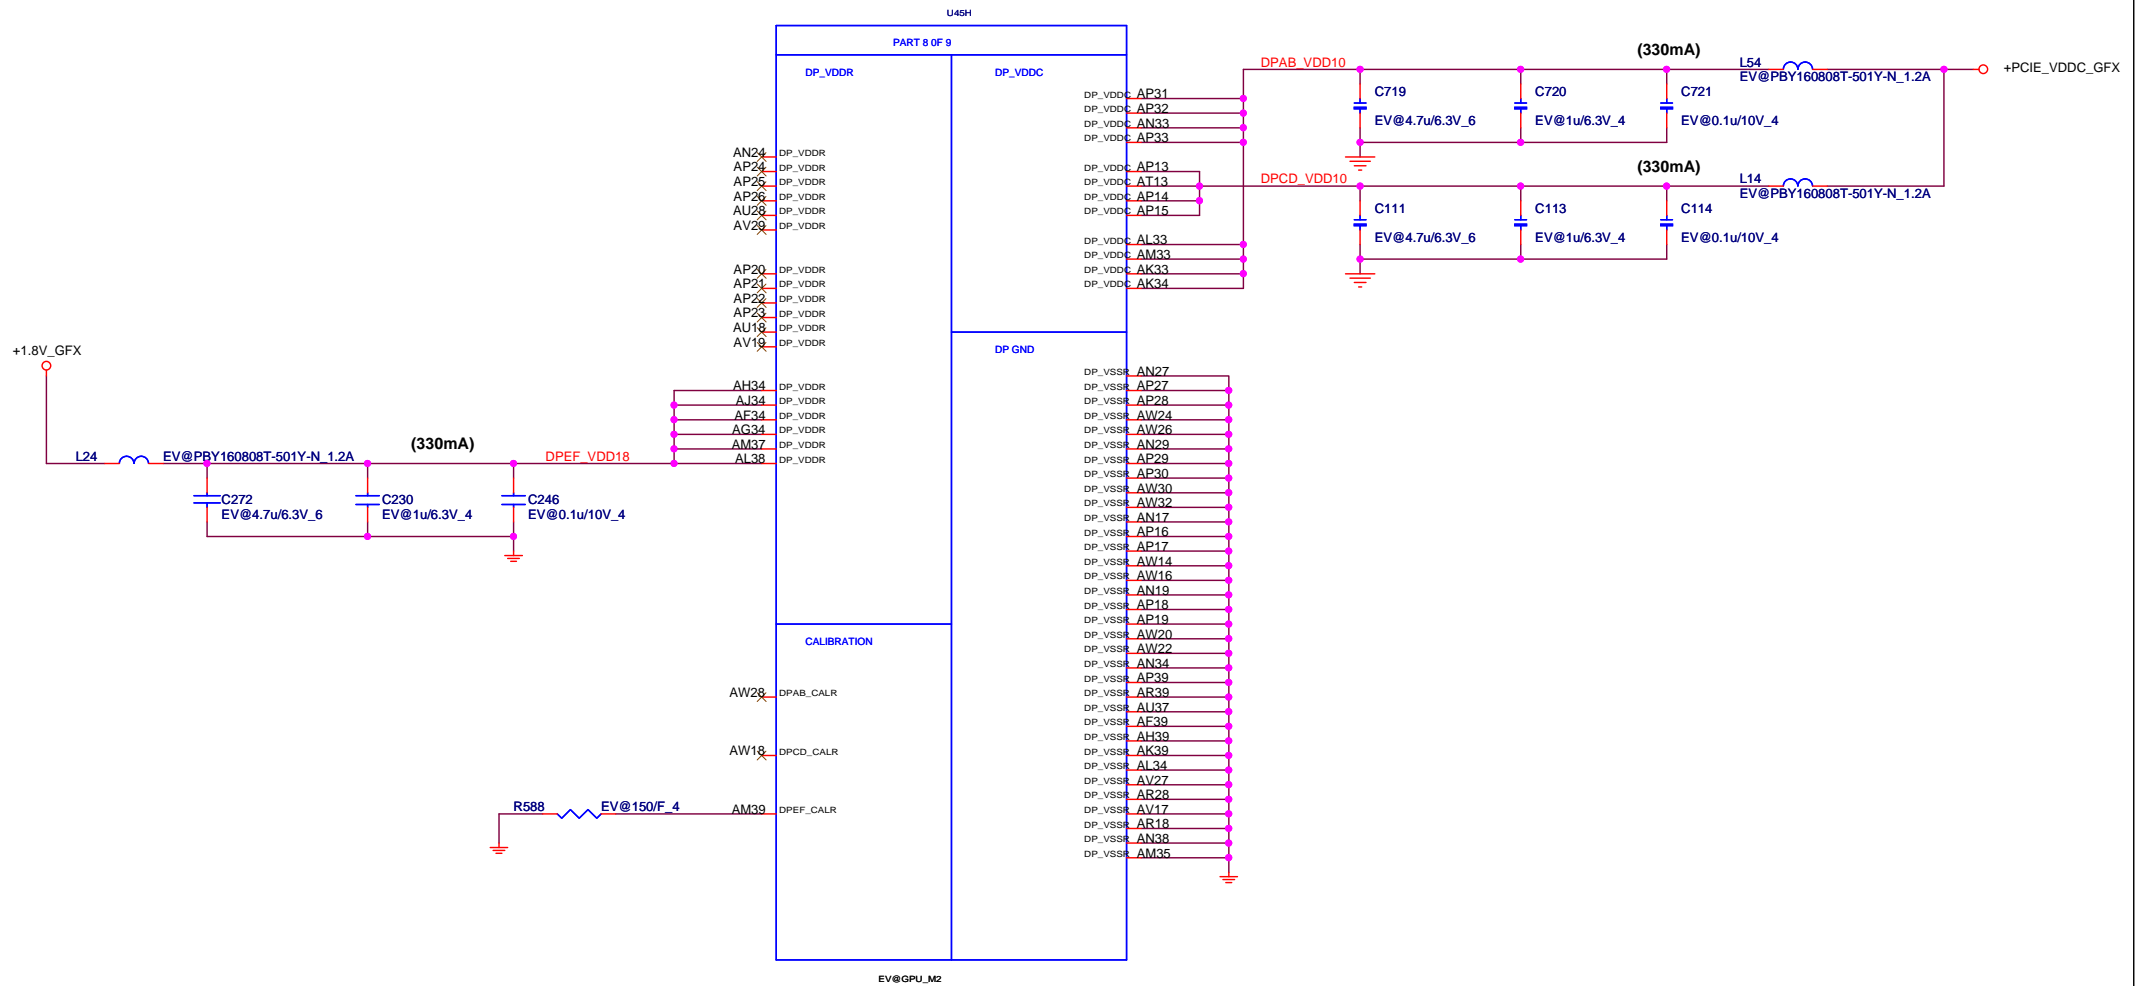 U45H
PART 8 0F 9
DP_VDDR
DP_VDDC
AN24 DP_VDDR
AP24 DP_VDDR
AP25 DP_VDDR
AP26 DP_VDDR
AU28 DP_VDDR
AV29 DP_VDDR
AP20 DP_VDDR
AP21 DP_VDDR
AP22 DP_VDDR
AP23 DP_VDDR
AU18 DP_VDDR
AV19 DP_VDDR
AH34 DP_VDDR
AJ34 DP_VDDR
AF34 DP_VDDR
AG34 DP_VDDR
AM37 DP_VDDR
AL38 DP_VDDR
+1.8V_GFX
L24
EV@PBY160808T-501Y-N_1.2A
(330mA)
DPEF_VDD18
C272
EV@4.7u/6.3V_6
C230
EV@1u/6.3V_4
C246
EV@0.1u/10V_4
CALIBRATION
AW28 DPAB_CALR
AW18 DPCD_CALR
AM39 DPEF_CALR
R588
EV@150/F_4
DP_VDDC AP31
DP_VDDC AP32
DP_VDDC AN33
DP_VDDC AP33
DP_VDDC AP13
DP_VDDC AT13
DP_VDDC AP14
DP_VDDC AP15
DP_VDDC AL33
DP_VDDC AM33
DP_VDDC AK33
DP_VDDC AK34
DPAB_VDD10
(330mA)
L54
EV@PBY160808T-501Y-N_1.2A
+PCIE_VDDC_GFX
C719
EV@4.7u/6.3V_6
C720
EV@1u/6.3V_4
C721
EV@0.1u/10V_4
DPCD_VDD10
(330mA)
L14
EV@PBY160808T-501Y-N_1.2A
C111
EV@4.7u/6.3V_6
C113
EV@1u/6.3V_4
C114
EV@0.1u/10V_4
DP GND
DP_VSSR AN27
DP_VSSR AP27
DP_VSSR AP28
DP_VSSR AW24
DP_VSSR AW26
DP_VSSR AN29
DP_VSSR AP29
DP_VSSR AP30
DP_VSSR AW30
DP_VSSR AW32
DP_VSSR AN17
DP_VSSR AP16
DP_VSSR AP17
DP_VSSR AW14
DP_VSSR AW16
DP_VSSR AN19
DP_VSSR AP18
DP_VSSR AP19
DP_VSSR AW20
DP_VSSR AW22
DP_VSSR AN34
DP_VSSR AP39
DP_VSSR AR39
DP_VSSR AU37
DP_VSSR AF39
DP_VSSR AH39
DP_VSSR AK39
DP_VSSR AL34
DP_VSSR AV27
DP_VSSR AR28
DP_VSSR AV17
DP_VSSR AR18
DP_VSSR AN38
DP_VSSR AM35
EV@GPU_M2